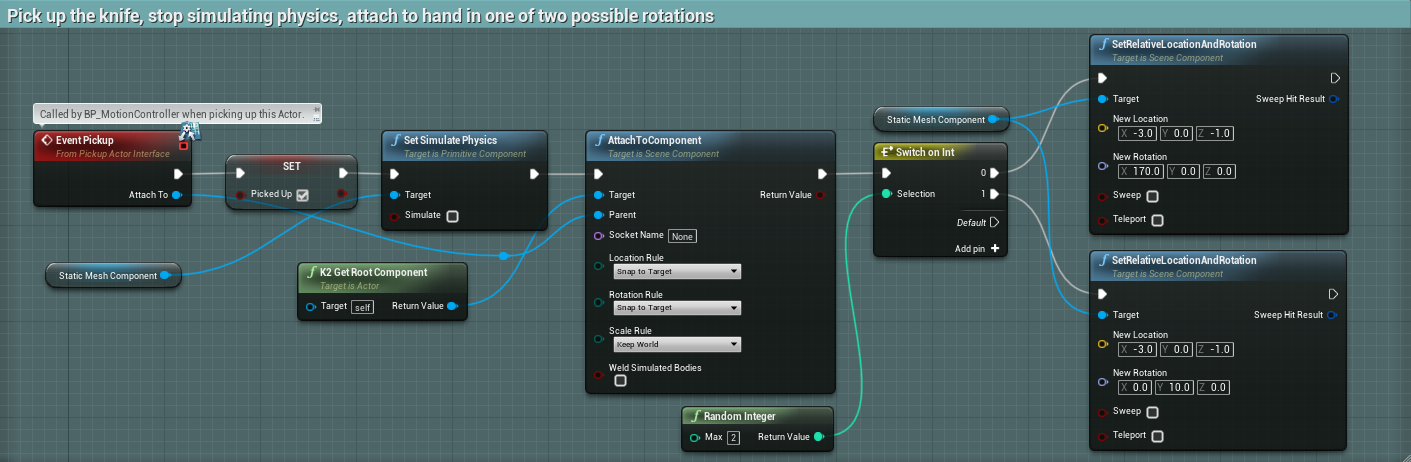 Pick up the knife, stop simulating physics, attach to hand in one of two possible rotations
Called by BP_MotionController when picking up this Actor.
Event Pickup
From Pickup Actor Interface
Attach To
SET
Picked Up
Static Mesh Component
Set Simulate Physics
Target is Primitive Component
Target
Simulate
K2 Get Root Component
Target is Actor
Target self Return Value
AttachToComponent
Target is Scene Component
Target Return Value
Parent
Socket Name None
Location Rule
Snap to Target
Rotation Rule
Snap to Target
Scale Rule
Keep World
Weld Simulated Bodies
Random Integer
Max 2 Return Value
Static Mesh Component
Switch on Int
0
Selection 1
Default
Add pin
SetRelativeLocationAndRotation
Target is Scene Component
Target Sweep Hit Result
New Location
X -3.0 Y 0.0 Z -1.0
New Rotation
X 170.0 Y 0.0 Z 0.0
Sweep
Teleport
SetRelativeLocationAndRotation
Target is Scene Component
Target Sweep Hit Result
New Location
X -3.0 Y 0.0 Z -1.0
New Rotation
X 0.0 Y 10.0 Z 0.0
Sweep
Teleport